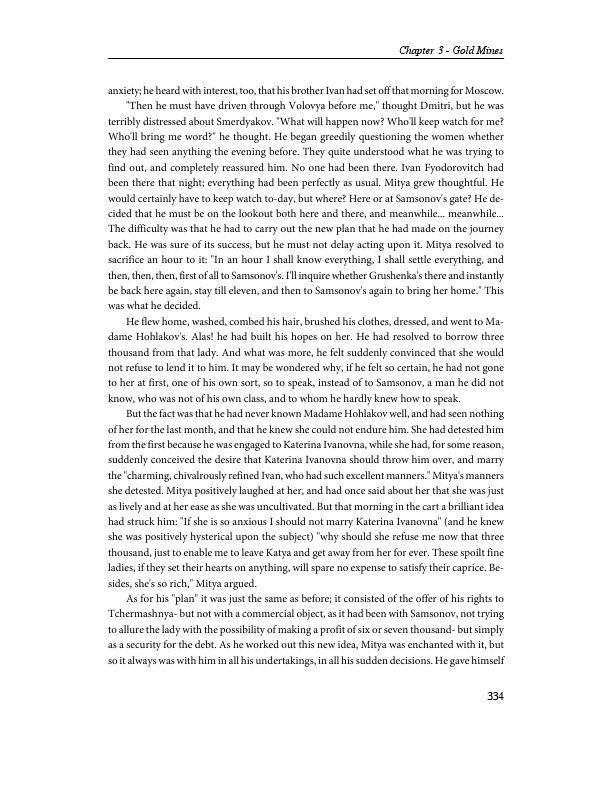 Chapter 3 - Gold Mines
anxiety; he heard with interest, too, that his brother Ivan had set off that morning for Moscow.
"Then he must have driven through Volovya before me," thought Dmitri, but he was
terribly distressed about Smerdyakov. "What will happen now? Who'll keep watch for me?
Who'll bring me word?" he thought. He began greedily questioning the women whether
they had seen anything the evening before. They quite understood what he was trying to
find out, and completely reassured him. No one had been there. Ivan Fyodorovitch had
been there that night; everything had been perfectly as usual. Mitya grew thoughtful. He
would certainly have to keep watch to-day, but where? Here or at Samsonov's gate? He de-
cided that he must be on the lookout both here and there, and meanwhile... meanwhile...
The difficulty was that he had to carry out the new plan that he had made on the journey
back. He was sure of its success, but he must not delay acting upon it. Mitya resolved to
sacrifice an hour to it: "In an hour I shall know everything, I shall settle everything, and
then, then, then, first of all to Samsonov's. I'll inquire whether Grushenka's there and instantly
be back here again, stay till eleven, and then to Samsonov's again to bring her home." This
was what he decided.
He flew home, washed, combed his hair, brushed his clothes, dressed, and went to Ma-
dame Hohlakov's. Alas! he had built his hopes on her. He had resolved to borrow three
thousand from that lady. And what was more, he felt suddenly convinced that she would
not refuse to lend it to him. It may be wondered why, if he felt so certain, he had not gone
to her at first, one of his own sort, so to speak, instead of to Samsonov, a man he did not
know, who was not of his own class, and to whom he hardly knew how to speak.
But the fact was that he had never known Madame Hohlakov well, and had seen nothing
of her for the last month, and that he knew she could not endure him. She had detested him
from the first because he was engaged to Katerina Ivanovna, while she had, for some reason,
suddenly conceived the desire that Katerina Ivanovna should throw him over, and marry
the "charming, chivalrously refined Ivan, who had such excellent manners." Mitya's manners
she detested. Mitya positively laughed at her, and had once said about her that she was just
as lively and at her ease as she was uncultivated. But that morning in the cart a brilliant idea
had struck him: "If she is so anxious I should not marry Katerina Ivanovna" (and he knew
she was positively hysterical upon the subject) "why should she refuse me now that three
thousand, just to enable me to leave Katya and get away from her for ever. These spoilt fine
ladies, if they set their hearts on anything, will spare no expense to satisfy their caprice. Be-
sides, she's so rich," Mitya argued.
As for his "plan" it was just the same as before; it consisted of the offer of his rights to
Tchermashnya- but not with a commercial object, as it had been with Samsonov, not trying
to allure the lady with the possibility of making a profit of six or seven thousand- but simply
as a security for the debt. As he worked out this new idea, Mitya was enchanted with it, but
so it always was with him in all his undertakings, in all his sudden decisions. He gave himself
334